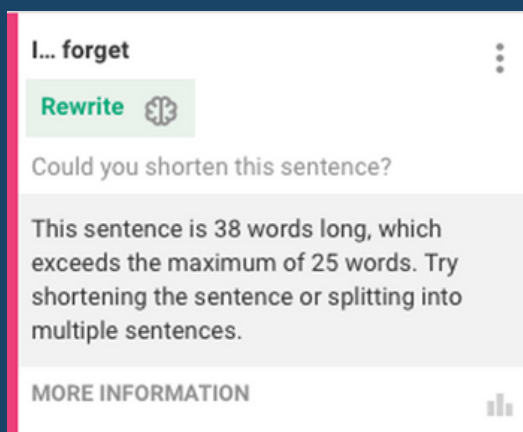 I... forget
Rewrite
Could you shorten this sentence?
This sentence is 38 words long, which
exceeds the maximum of 25 words. Try
shortening the sentence or splitting into
multiple sentences.
MORE INFORMATION